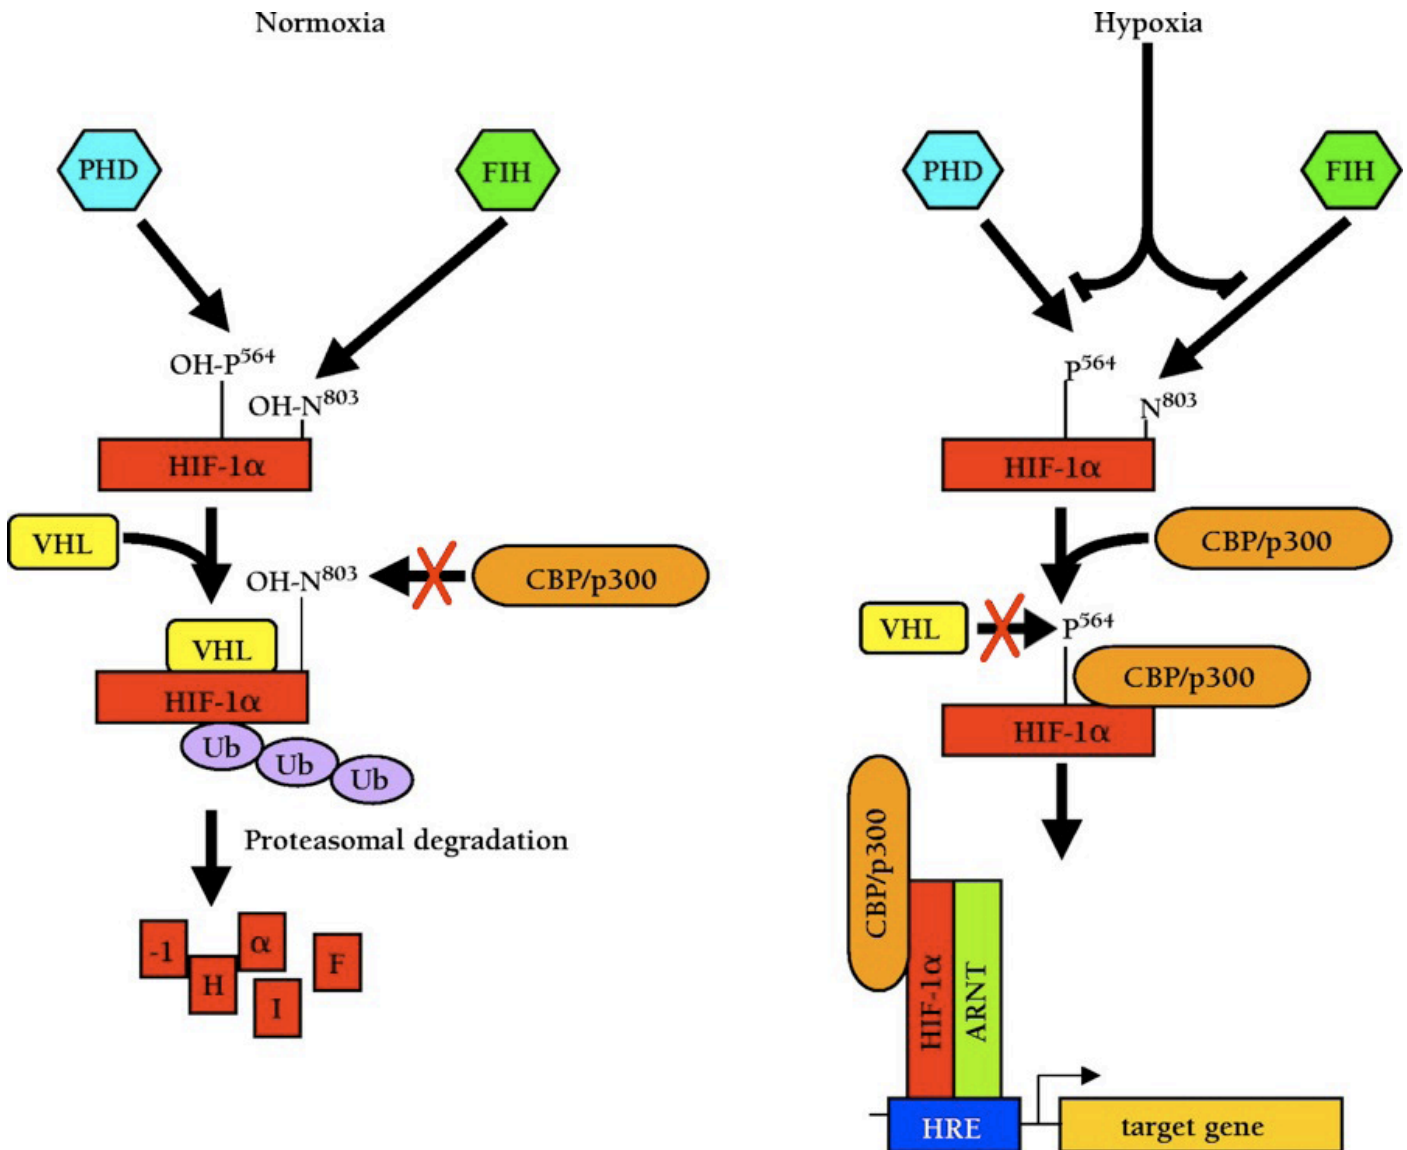 Normoxia
PHD
FIH
OH-P⁵⁶⁴
OH-N⁸⁰³
HIF-1α
VHL
OH-N⁸⁰³
CBP/p300
VHL
HIF-1α
Ub
Ub
Ub
Proteasomal degradation
-1
H
α
I
F
Hypoxia
PHD
FIH
P⁵⁶⁴
N⁸⁰³
HIF-1α
CBP/p300
VHL
P⁵⁶⁴
CBP/p300
HIF-1α
CBP/p300
HIF-1α
ARNT
HRE
target gene